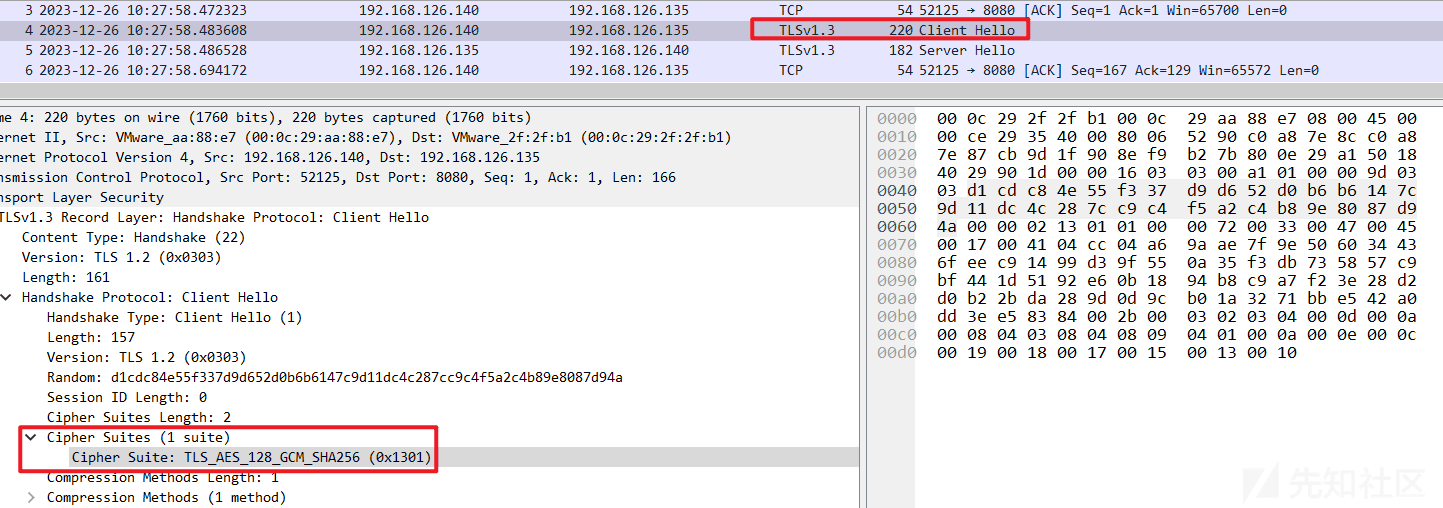 3 2023-12-26 10:27:58.472323 192.168.126.140 192.168.126.135 TCP 54 52125 → 8080 [ACK] Seq=1 Ack=1 Win=65700 Len=0
4 2023-12-26 10:27:58.483608 192.168.126.140 192.168.126.135 TLSv1.3 220 Client Hello
5 2023-12-26 10:27:58.486528 192.168.126.135 192.168.126.140 TLSv1.3 182 Server Hello
6 2023-12-26 10:27:58.694172 192.168.126.140 192.168.126.135 TCP 54 52125 → 8080 [ACK] Seq=167 Ack=129 Win=65572 Len=0
me 4: 220 bytes on wire (1760 bits), 220 bytes captured (1760 bits)
ernet II, Src: VMware_aa:88:e7 (00:0c:29:aa:88:e7), Dst: VMware_2f:2f:b1 (00:0c:29:2f:2f:b1)
ernet Protocol Version 4, Src: 192.168.126.140, Dst: 192.168.126.135
nsmission Control Protocol, Src Port: 52125, Dst Port: 8080, Seq: 1, Ack: 1, Len: 166
nsport Layer Security
TLSv1.3 Record Layer: Handshake Protocol: Client Hello
Content Type: Handshake (22)
Version: TLS 1.2 (0x0303)
Length: 161
Handshake Protocol: Client Hello
Handshake Type: Client Hello (1)
Length: 157
Version: TLS 1.2 (0x0303)
Random: d1cdc84e55f337d9d652d0b6b6147c9d11dc4c287cc9c4f5a2c4b89e8087d94a
Session ID Length: 0
Cipher Suites Length: 2
Cipher Suites (1 suite)
Cipher Suite: TLS_AES_128_GCM_SHA256 (0x1301)
Compression Methods Length: 1
Compression Methods (1 method)
0000 00 0c 29 2f 2f b1 00 0c 29 aa 88 e7 08 00 45 00
0010 00 ce 29 35 40 00 80 06 52 90 c0 a8 7e 8c c0 a8
0020 7e 87 cb 9d 1f 90 8e f9 b2 7b 80 0e 29 a1 50 18
0030 40 29 90 1d 00 00 16 03 03 00 a1 01 00 00 9d 03
0040 03 d1 cd c8 4e 55 f3 37 d9 d6 52 d0 b6 b6 14 7c
0050 9d 11 dc 4c 28 7c c9 c4 f5 a2 c4 b8 9e 80 87 d9
0060 4a 00 00 02 13 01 01 00 00 72 00 33 00 47 00 45
0070 00 17 00 41 04 cc 04 a6 9a ae 7f 9e 50 60 34 43
0080 6f ee c9 14 99 d3 9f 55 0a 35 f3 db 73 58 57 c9
0090 bf 44 1d 51 92 e6 0b 18 94 b8 c9 a7 f2 3e 28 d2
00a0 d0 b2 2b da 28 9d 0d 9c b0 1a 32 71 bb e5 42 a0
00b0 dd 3e e5 83 84 00 2b 00 03 02 03 04 00 0d 00 0a
00c0 00 08 04 03 08 04 08 09 04 01 00 0a 00 0e 00 0c
00d0 00 19 00 18 00 17 00 15 00 13 00 10
先知社区